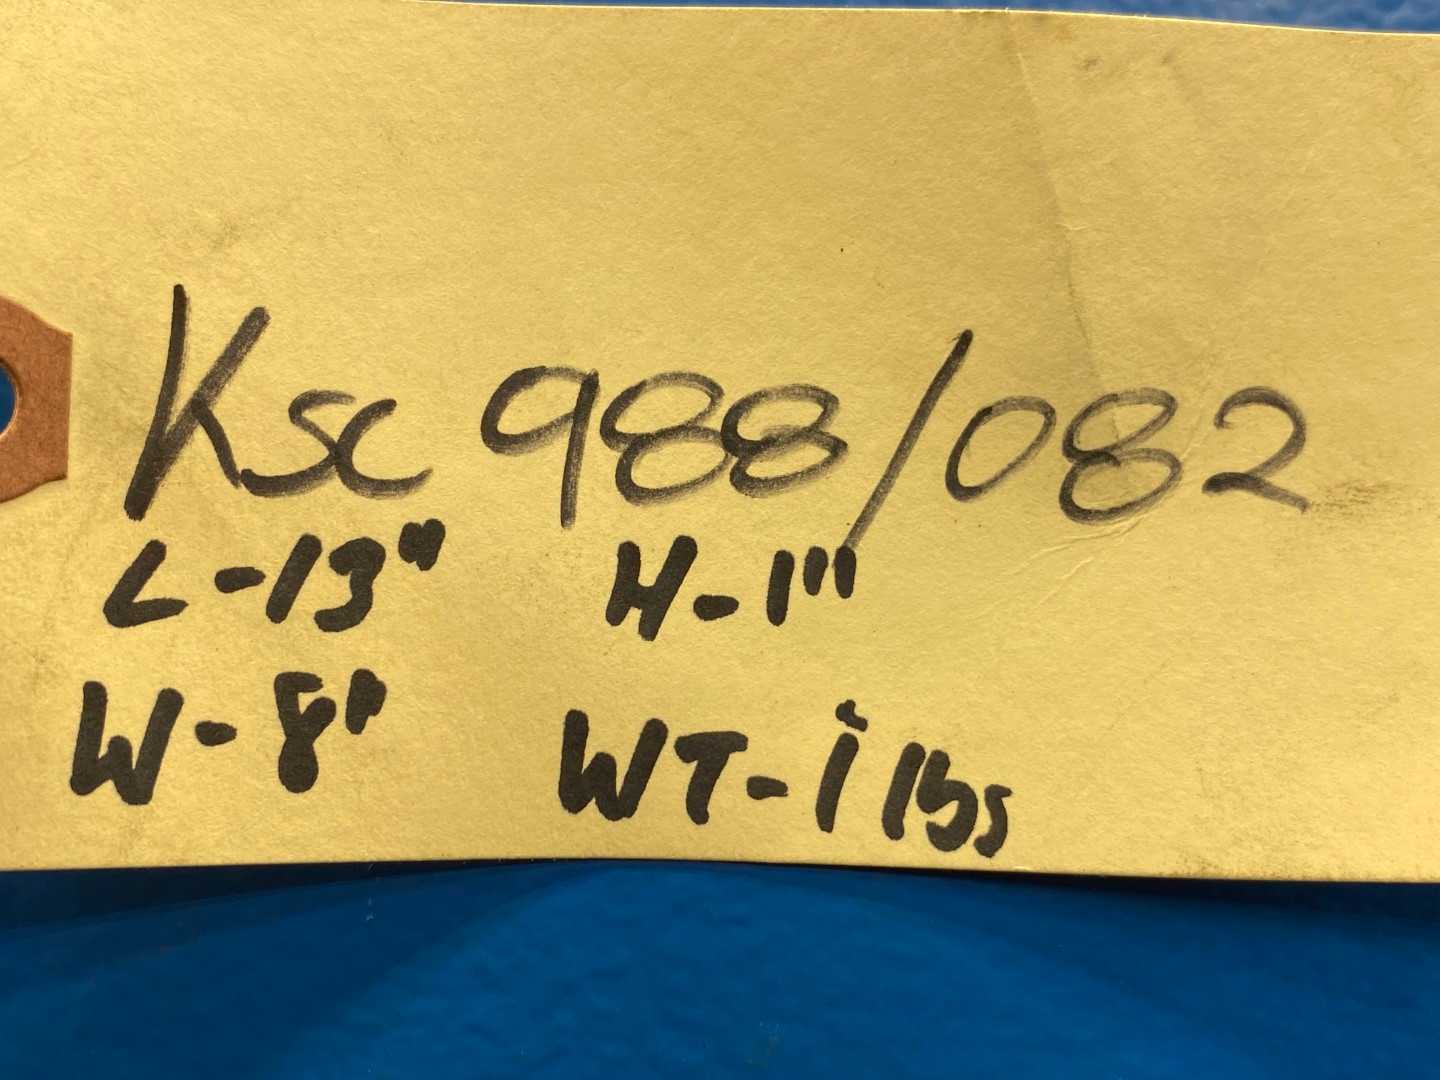 Ksc 988/082
L-13" H-1"
W-8" WT-1 lbs